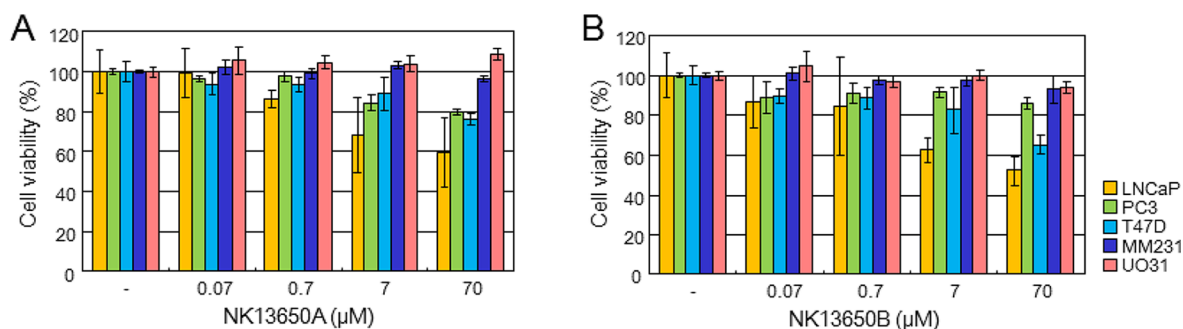 A
Cell viability (%)
120
100
80
60
40
20
0
-
0.07
0.7
7
70
NK13650A (µM)
B
Cell viability (%)
120
100
80
60
40
20
0
-
0.07
0.7
7
70
NK13650B (µM)
LNCaP
PC3
T47D
MM231
UO31